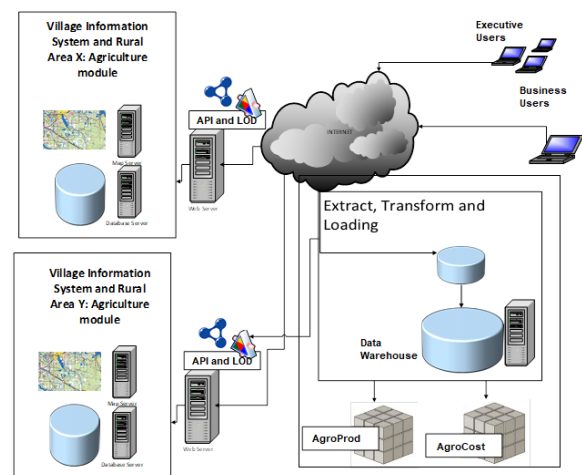 Village Information
System and Rural
Area X: Agriculture
module
Map Server
Database Server
API and LOD
Web Server
INTERNET
Executive
Users
Business
Users
Extract, Transform and
Loading
Data
Warehouse
AgroProd
AgroCost
Village Information
System and Rural
Area Y: Agriculture
module
Map Server
Database Server
API and LOD
Web Server